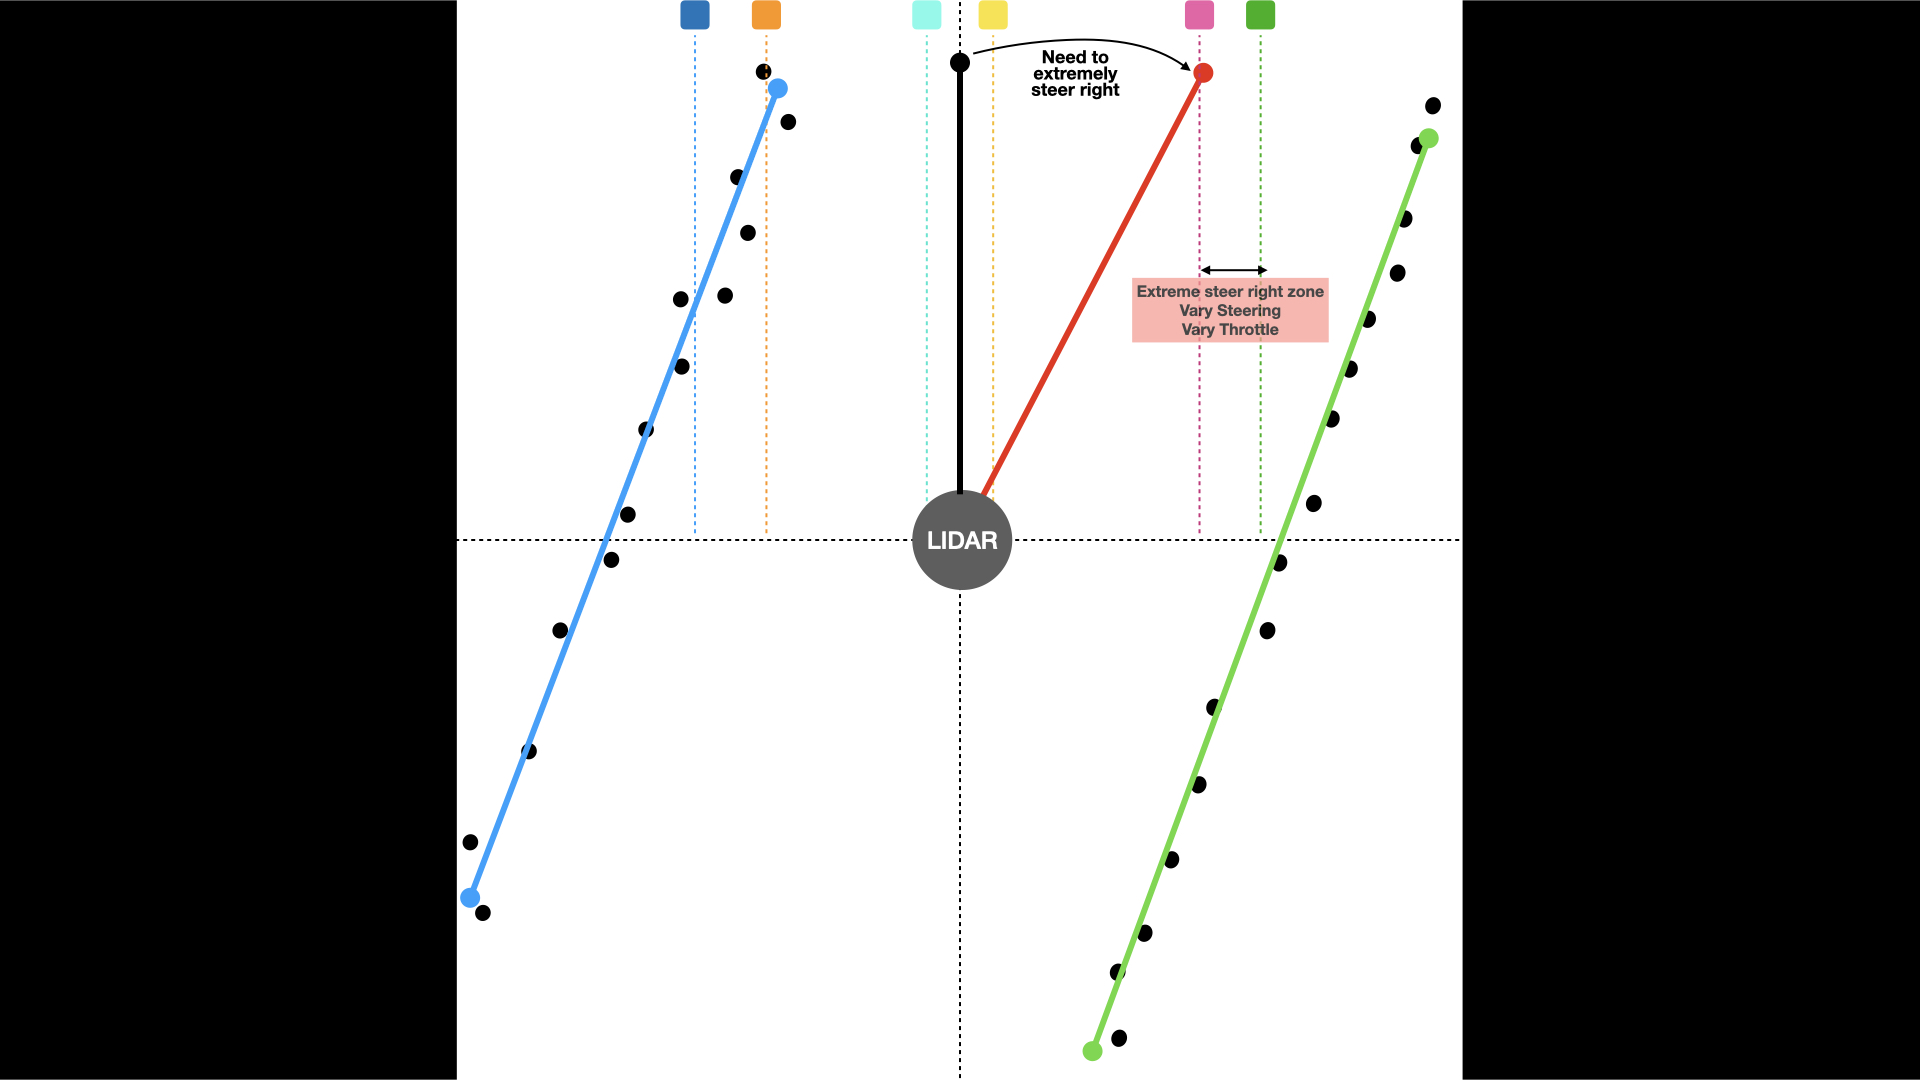 Need to
extremely
steer right
Extreme steer right zone
Vary Steering
Vary Throttle
LIDAR